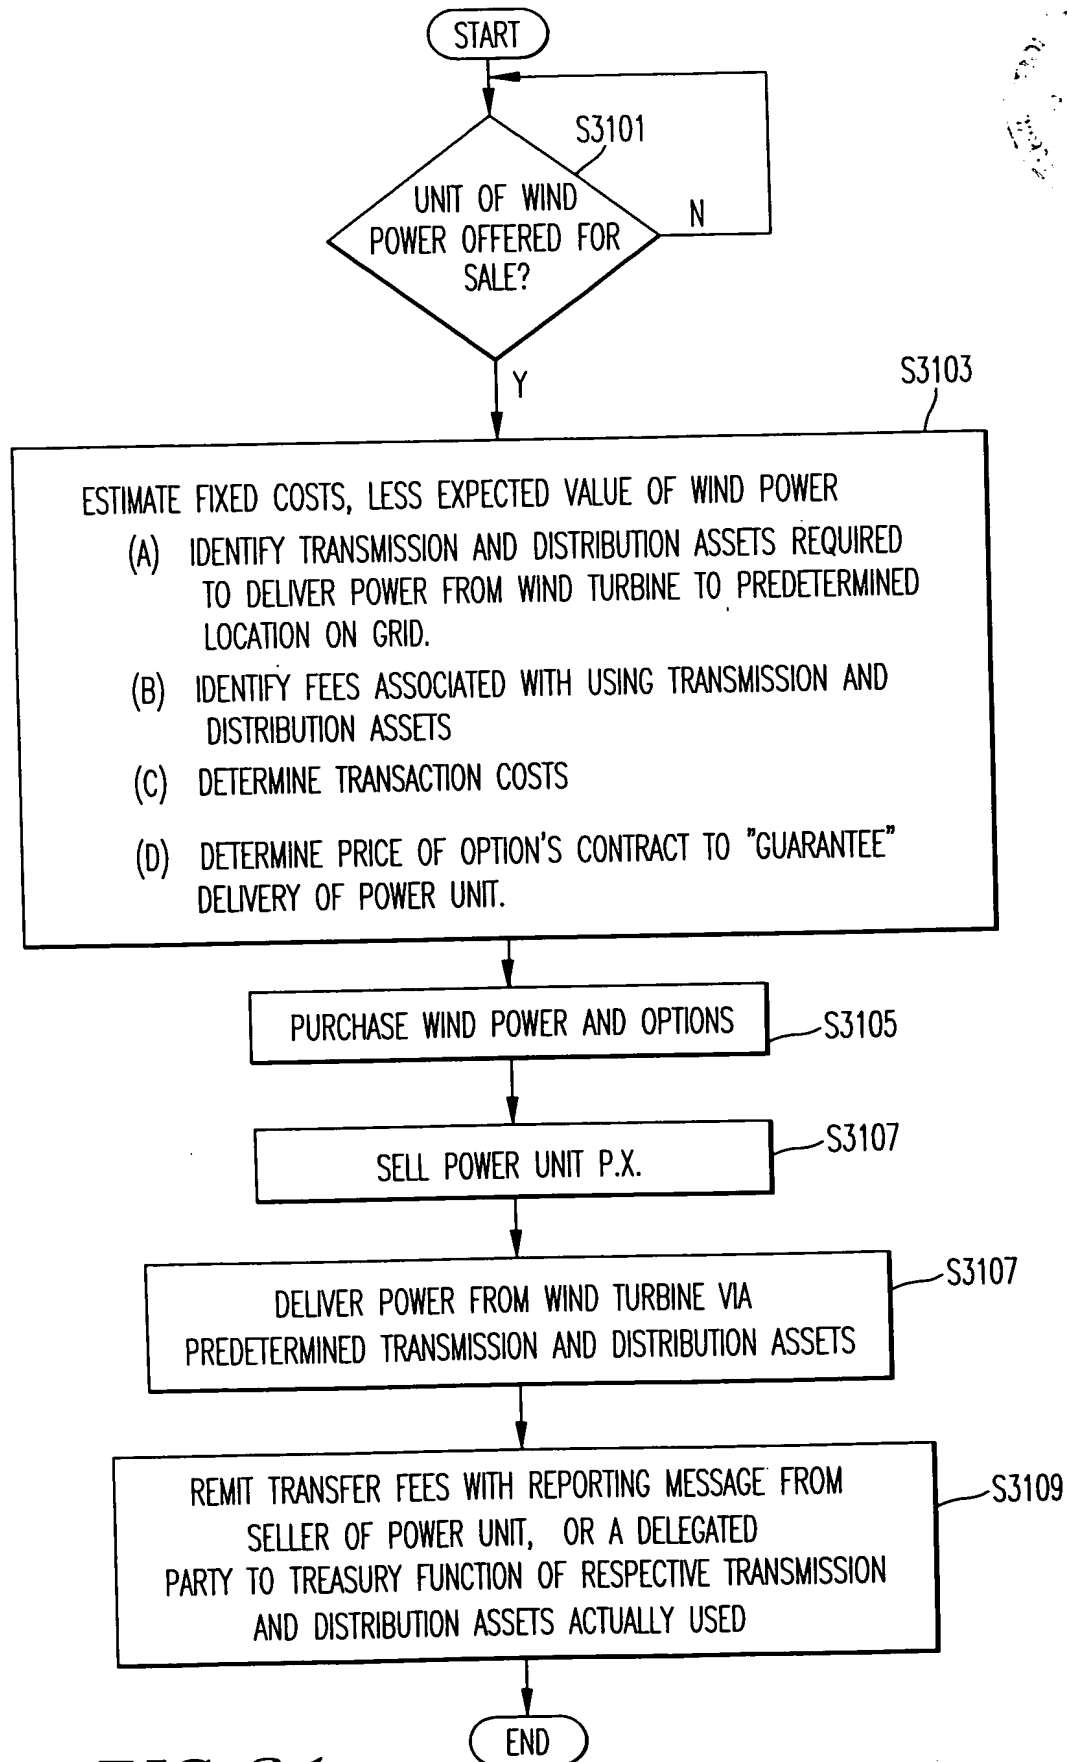 START
S3101
UNIT OF WIND
POWER OFFERED FOR
SALE?
N
Y
S3103
ESTIMATE FIXED COSTS, LESS EXPECTED VALUE OF WIND POWER
(A) IDENTIFY TRANSMISSION AND DISTRIBUTION ASSETS REQUIRED
TO DELIVER POWER FROM WIND TURBINE TO PREDETERMINED
LOCATION ON GRID.
(B) IDENTIFY FEES ASSOCIATED WITH USING TRANSMISSION AND
DISTRIBUTION ASSETS
(C) DETERMINE TRANSACTION COSTS
(D) DETERMINE PRICE OF OPTION'S CONTRACT TO "GUARANTEE"
DELIVERY OF POWER UNIT.
PURCHASE WIND POWER AND OPTIONS
S3105
SELL POWER UNIT P.X.
S3107
DELIVER POWER FROM WIND TURBINE VIA
PREDETERMINED TRANSMISSION AND DISTRIBUTION ASSETS
S3107
REMIT TRANSFER FEES WITH REPORTING MESSAGE FROM
SELLER OF POWER UNIT, OR A DELEGATED
PARTY TO TREASURY FUNCTION OF RESPECTIVE TRANSMISSION
AND DISTRIBUTION ASSETS ACTUALLY USED
S3109
END